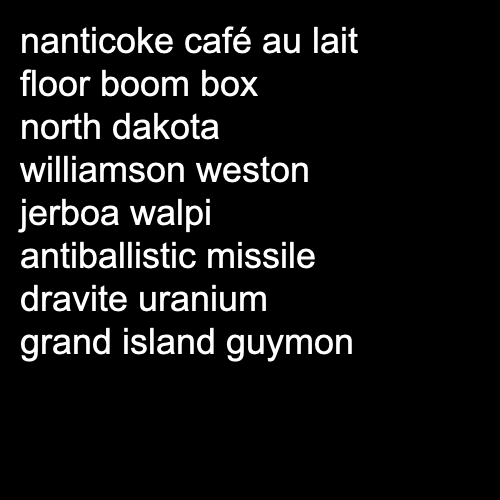 nanticoke café au lait
floor boom box
north dakota
williamson weston
jerboa walpi
antiballistic missile
dravite uranium
grand island guymon